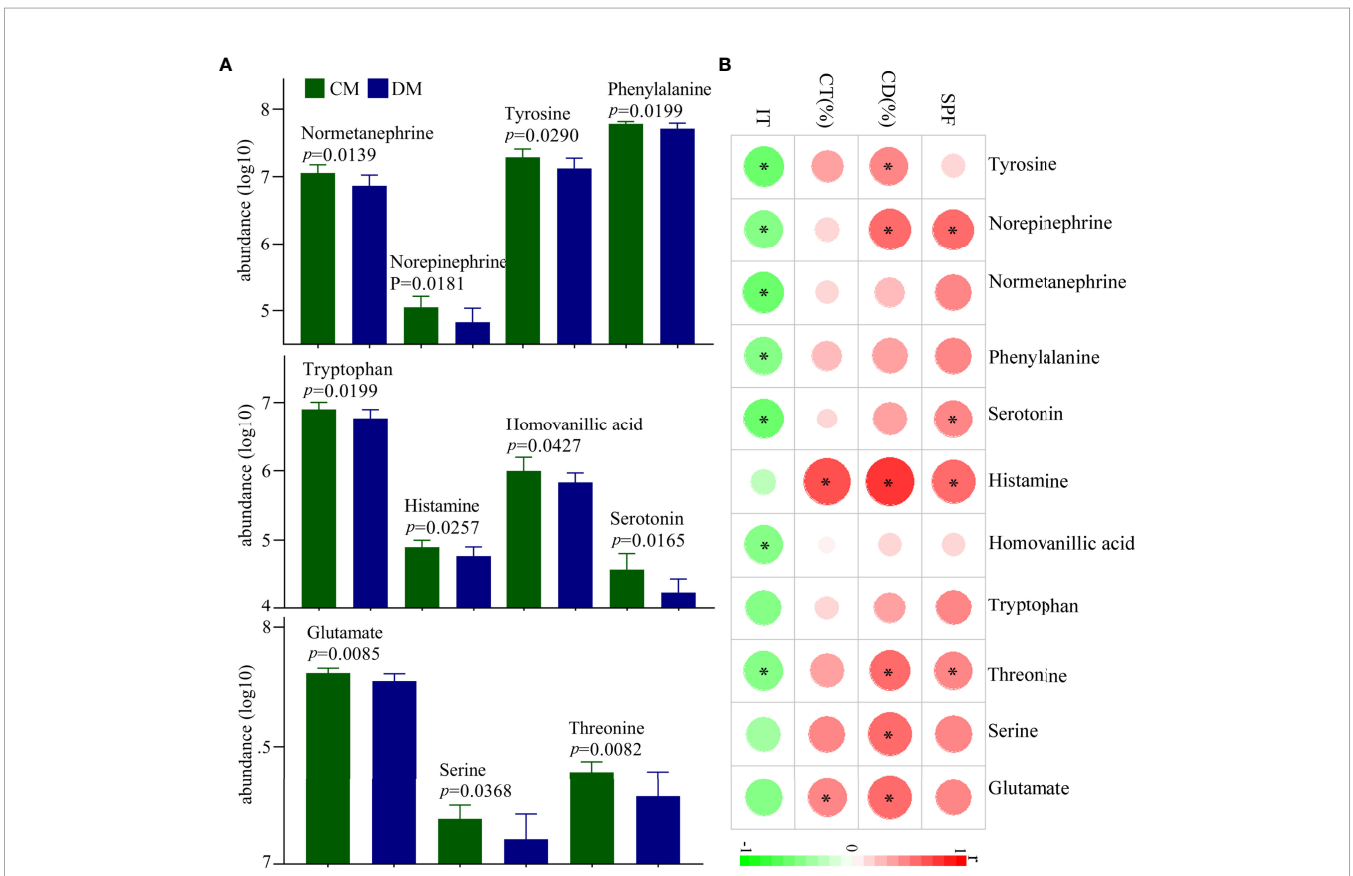 A
B
CM DM
abundance (log10)
8
7
6
5
Normetanephrine
p=0.0139
Norepinephrine
P=0.0181
Tyrosine
p=0.0290
Phenylalanine
p=0.0199
abundance (log10)
7
6
5
4
Tryptophan
p=0.0199
Histamine
p=0.0257
Homovanillic acid
p=0.0427
Serotonin
p=0.0165
abundance (log10)
8
.5
7
Glutamate
p=0.0085
Serine
p=0.0368
Threonine
p=0.0082
IT CT(%) CD(%) SPF
* * Tyrosine
* * * Norepinephrine
* Normetanephrine
* Phenylalanine
* * Serotonin
* * * Histamine
* Homovanillic acid
Tryptophan
* * * Threonine
* Serine
* * Glutamate
-1 0 1 r